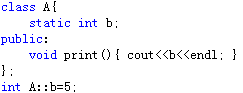 class A{
    static int b;
public:
    void print(){ cout<<b<<endl; }
};
int A::b=5;